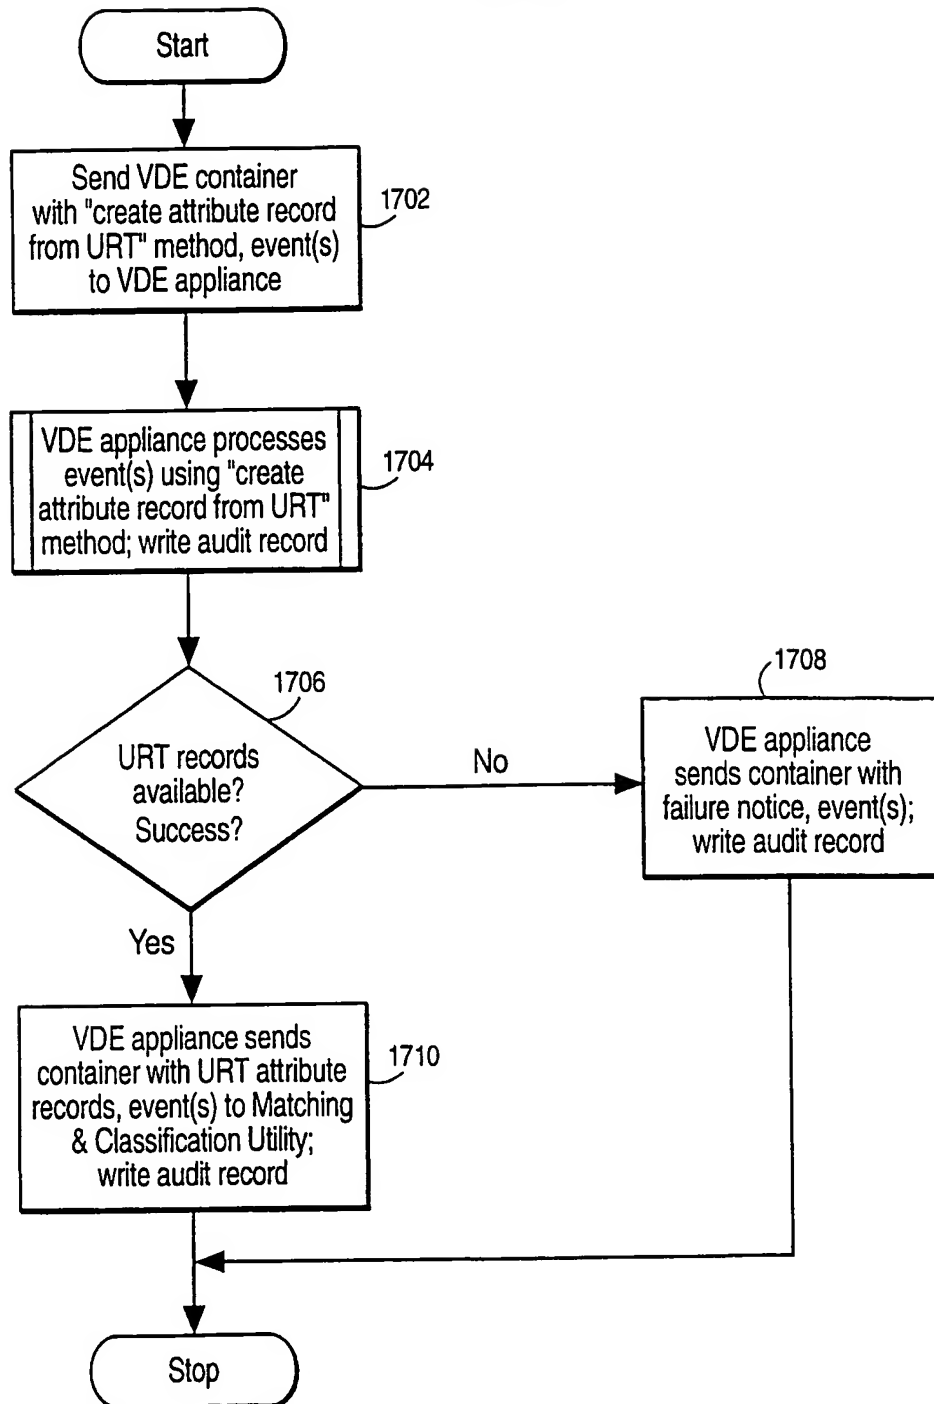 Start
Send VDE container
with "create attribute record
from URT" method, event(s)
to VDE appliance
1702
VDE appliance processes
event(s) using "create
attribute record from URT"
method; write audit record
1704
1706
URT records
available?
Success?
No
1708
VDE appliance
sends container with
failure notice, event(s);
write audit record
Yes
VDE appliance sends
container with URT attribute
records, event(s) to Matching
& Classification Utility;
write audit record
1710
Stop